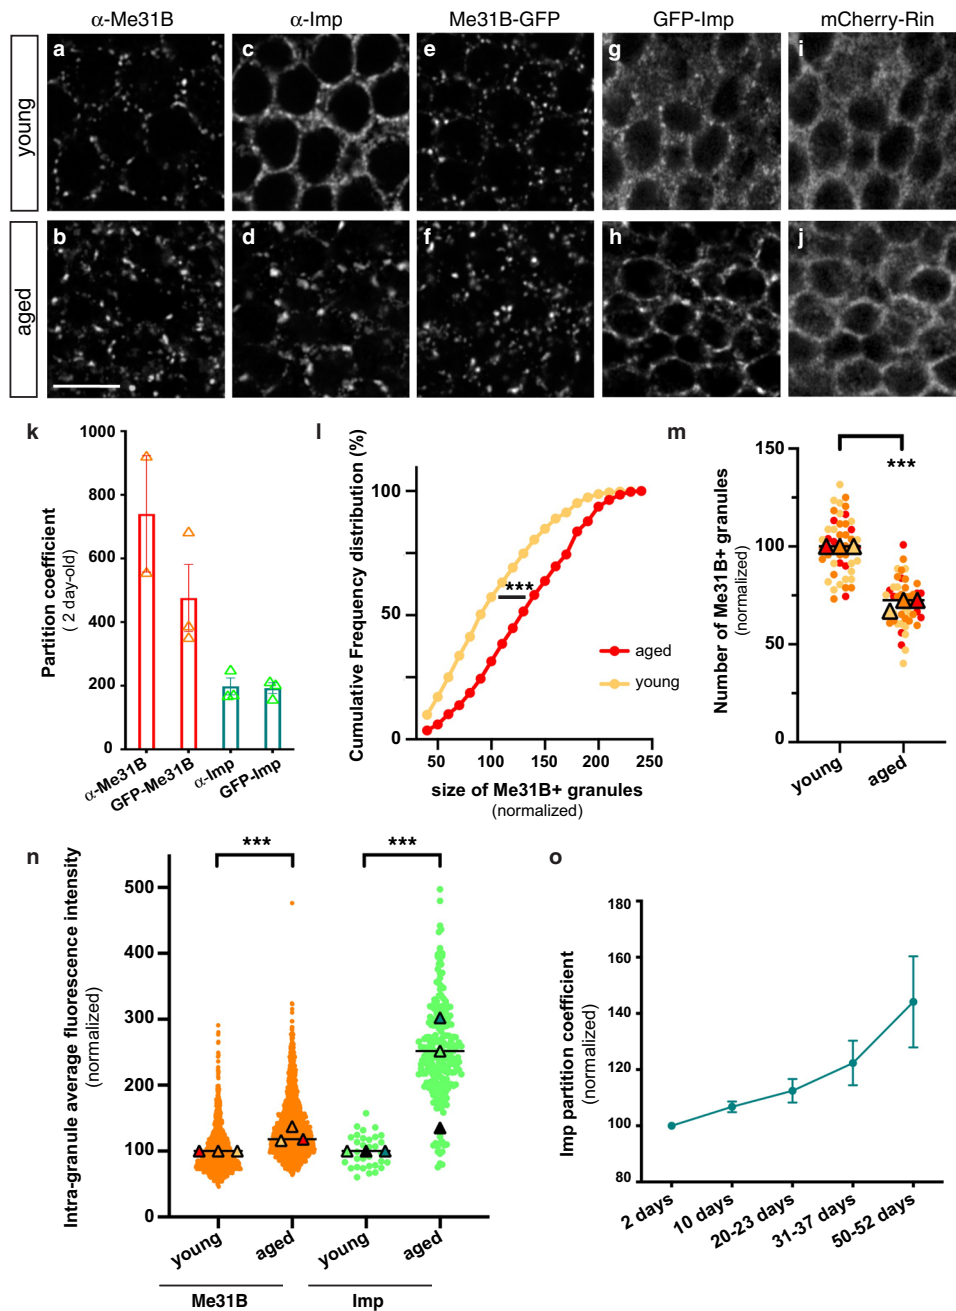 α-Me31B α-Imp Me31B-GFP GFP-Imp mCherry-Rin
young
a c e g i
aged
b d f h j
k
Partition coefficient
( 2 day-old)
1000
800
600
400
200
0
α-Me31B GFP-Me31B α-Imp GFP-Imp
l
Cumulative Frequency distribution (%)
100
50
0
***
aged
young
50 100 150 200 250
size of Me31B+ granules
(normalized)
m
Number of Me31B+ granules
(normalized)
150
100
50
0
***
young aged
n
Intra-granule average fluorescence intensity
(normalized)
500
400
300
200
100
0
*** ***
young aged young aged
Me31B Imp
o
Imp partition coefficient
(normalized)
180
160
140
120
100
80
2 days 10 days 20-23 days 31-37 days 50-52 days